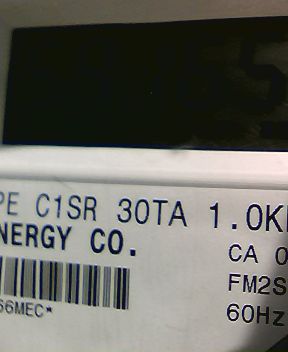 PE C1SR 30TA 1.0K
NERGY CO.
CA 0
FM2S
66MEC*
60Hz